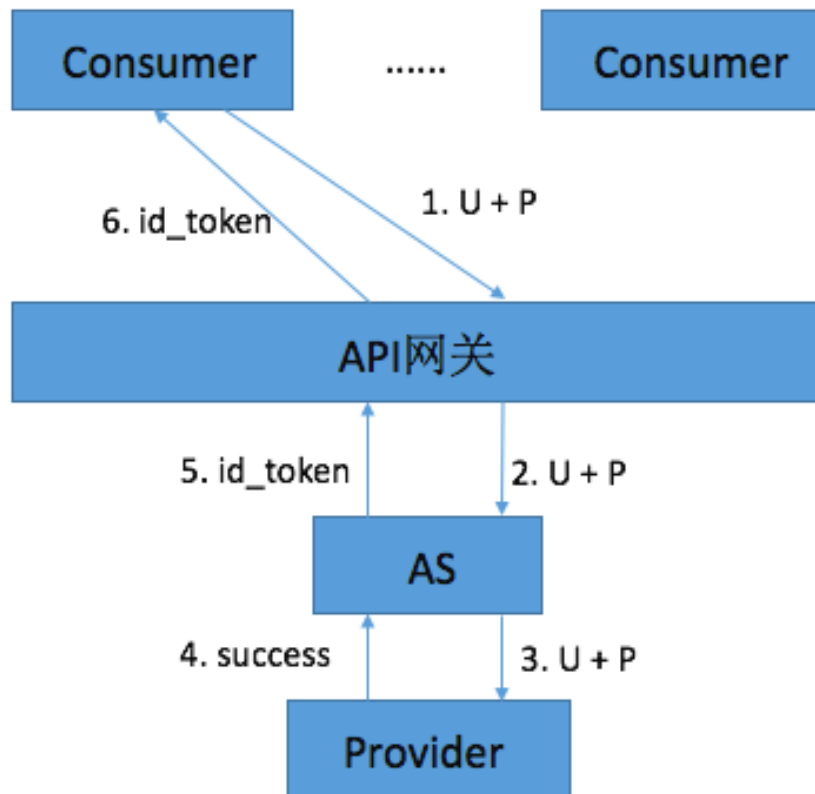 Consumer
......
Consumer
6. id_token
1. U + P
API网关
5. id_token
2. U + P
AS
4. success
3. U + P
Provider